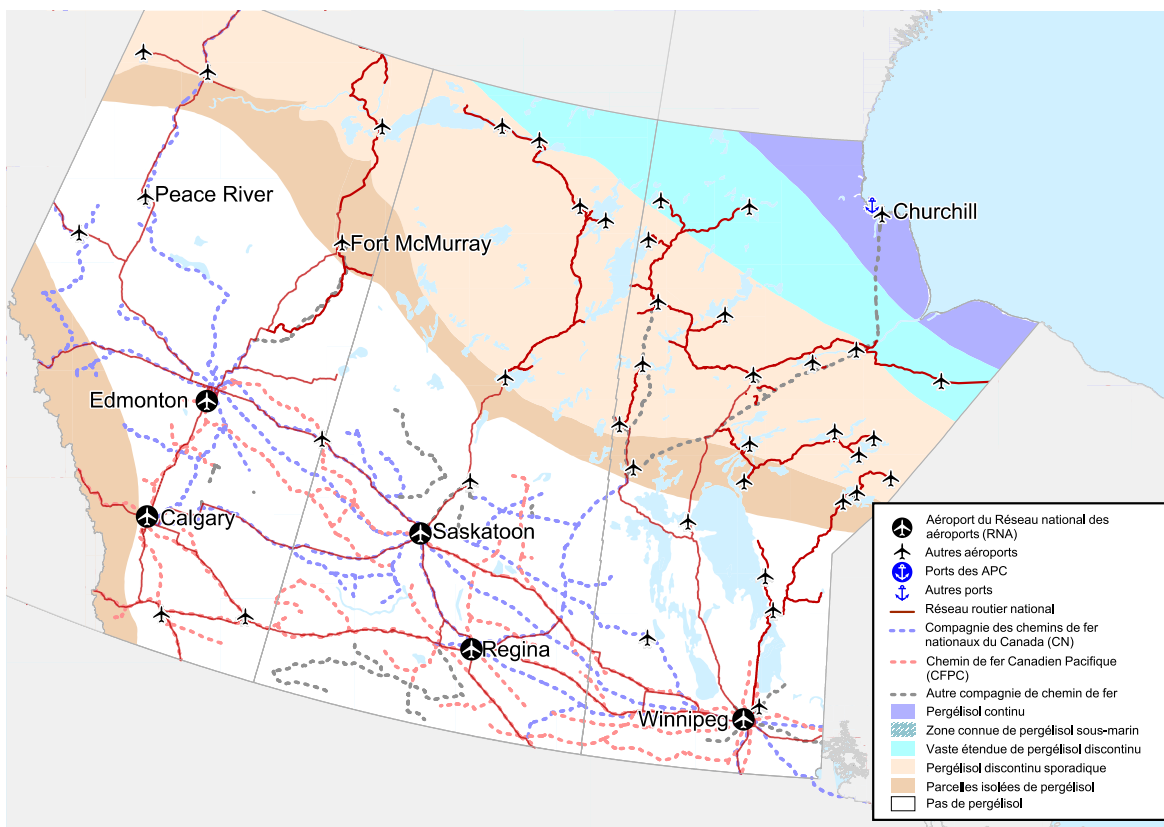 Peace River
Churchill
Fort McMurray
Edmonton
Calgary
Saskatoon
Regina
Winnipeg
Aéroport du Réseau national des
aéroports (RNA)
Autres aéroports
Ports des APC
Autres ports
Réseau routier national
Compagnie des chemins de fer
nationaux du Canada (CN)
Chemin de fer Canadien Pacifique
(CFPC)
Autre compagnie de chemin de fer
Pergélisol continu
Zone connue de pergélisol sous-marin
Vaste étendue de pergélisol discontinu
Pergélisol discontinu sporadique
Parcelles isolées de pergélisol
Pas de pergélisol